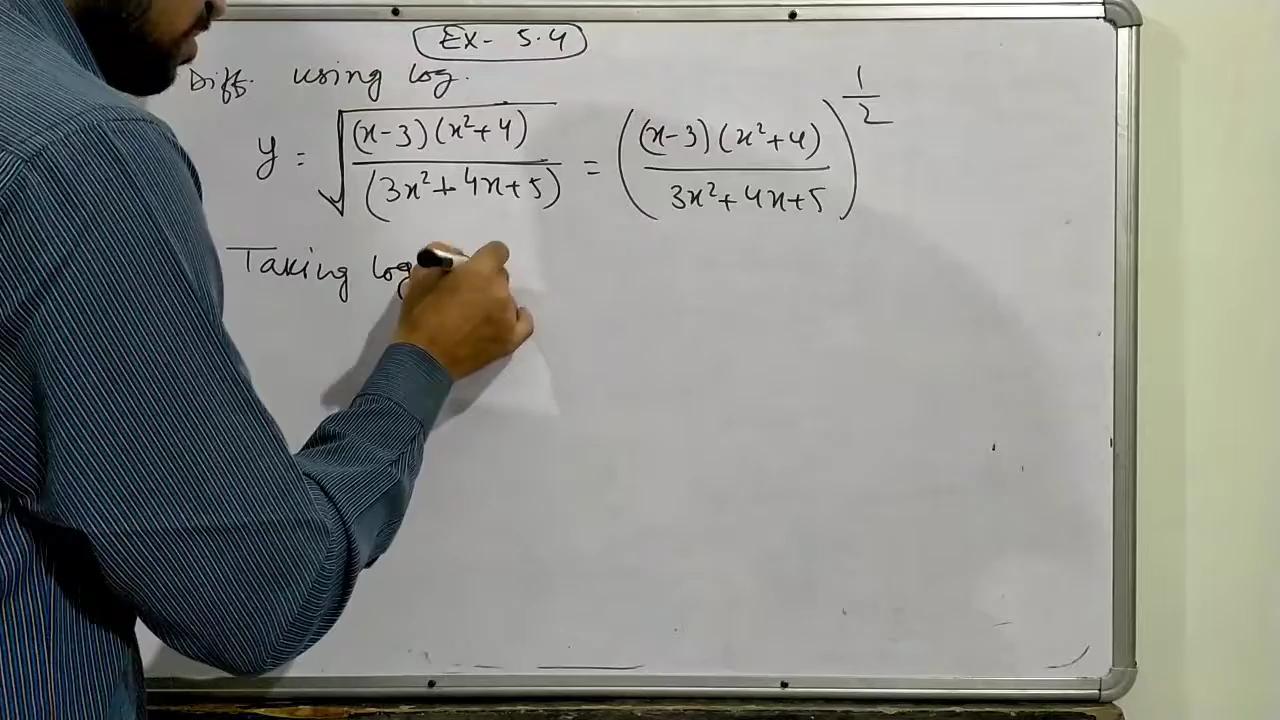 Ex- 5.4
Diff. using log.
y = √((x-3)(x²+4)/(3x²+4x+5)) = ((x-3)(x²+4)/3x²+4x+5)^1/2
Taking log